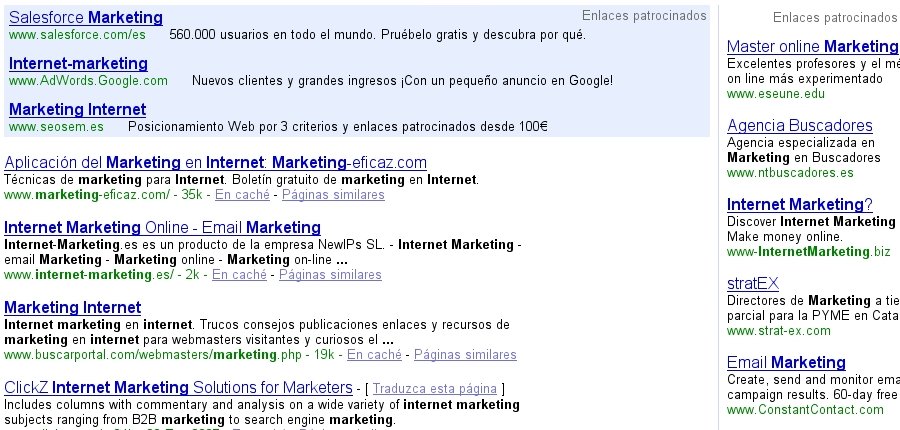 Salesforce Marketing
Enlaces patrocinados
www.salesforce.com/es 560.000 usuarios en todo el mundo. Pruébelo gratis y descubra por qué.
Internet-marketing
www.AdWords.Google.com Nuevos clientes y grandes ingresos ¡Con un pequeño anuncio en Google!
Marketing Internet
www.seosem.es Posicionamiento Web por 3 criterios y enlaces patrocinados desde 100€
Aplicación del Marketing en Internet: Marketing-eficaz.com
Técnicas de marketing para Internet. Boletín gratuito de marketing en Internet.
www.marketing-eficaz.com/ - 35k - En caché - Páginas similares
Internet Marketing Online - Email Marketing
Internet-Marketing.es es un producto de la empresa NewIPs SL. - Internet Marketing -
email Marketing - Marketing online - Marketing on-line ...
www.internet-marketing.es/ - 2k - En caché - Páginas similares
Marketing Internet
Internet marketing en internet. Trucos consejos publicaciones enlaces y recursos de
marketing en internet para webmasters visitantes y curiosos el ...
www.buscarportal.com/webmasters/marketing.php - 19k - En caché - Páginas similares
ClickZ Internet Marketing Solutions for Marketers - [ Traduzca esta página ]
Includes columns with commentary and analysis on a wide variety of internet marketing
subjects ranging from B2B marketing to search engine marketing.
Enlaces patrocinados
Master online Marketing
Excelentes profesores y el mé
on line más experimentado
www.eseune.edu
Agencia Buscadores
Agencia especializada en
Marketing en Buscadores
www.ntbuscadores.es
Internet Marketing?
Discover Internet Marketing
Make money online.
www-InternetMarketing.biz
stratEX
Directores de Marketing a tie
parcial para la PYME en Cata
www.strat-ex.com
Email Marketing
Create, send and monitor ema
campaign results. 60-day free
www.ConstantContact.com